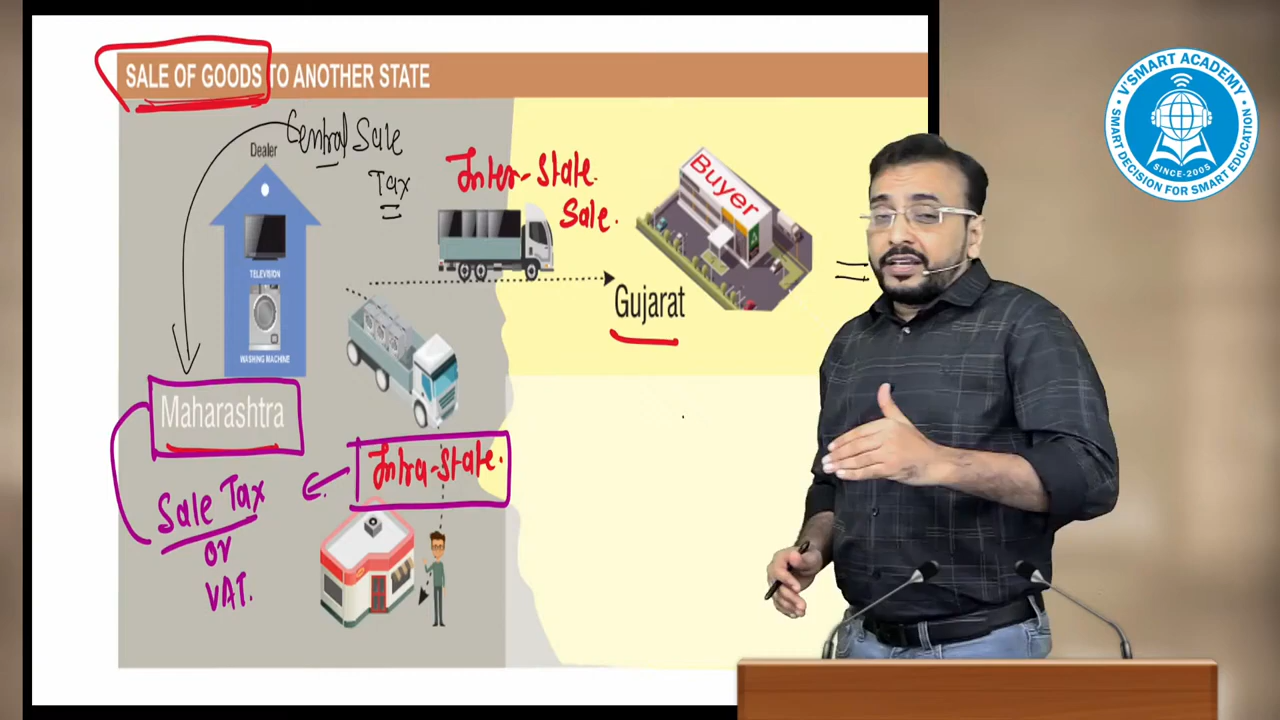 SALE OF GOODS TO ANOTHER STATE
Central Sale
Tax
Dealer
TELEVISION
WASHING MACHINE
Inter-State
Sale.
Buyer
Gujarat
Maharashtra
Intra-State.
Sale Tax
or
VAT.
V'SMART ACADEMY
SINCE-2005
SMART DECISION FOR SMART EDUCATION